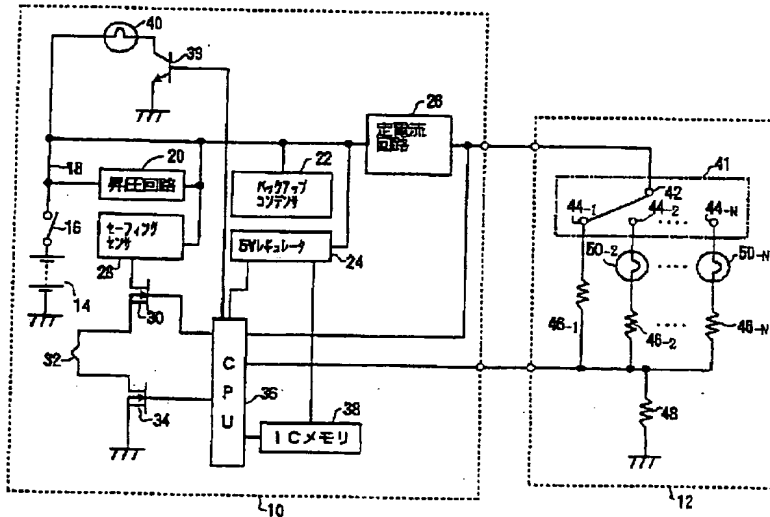 40
39
26
定電流
回路
18
20
昇圧回路
22
バックアップ
コンデンサ
41
42
44-1
44-2
44-N
16
セーフィング
センサ
28
5Vレギュレータ
24
50-2
50-N
14
30
46-1
46-2
46-N
32
CPU
36
34
38
ICメモリ
48
10
12